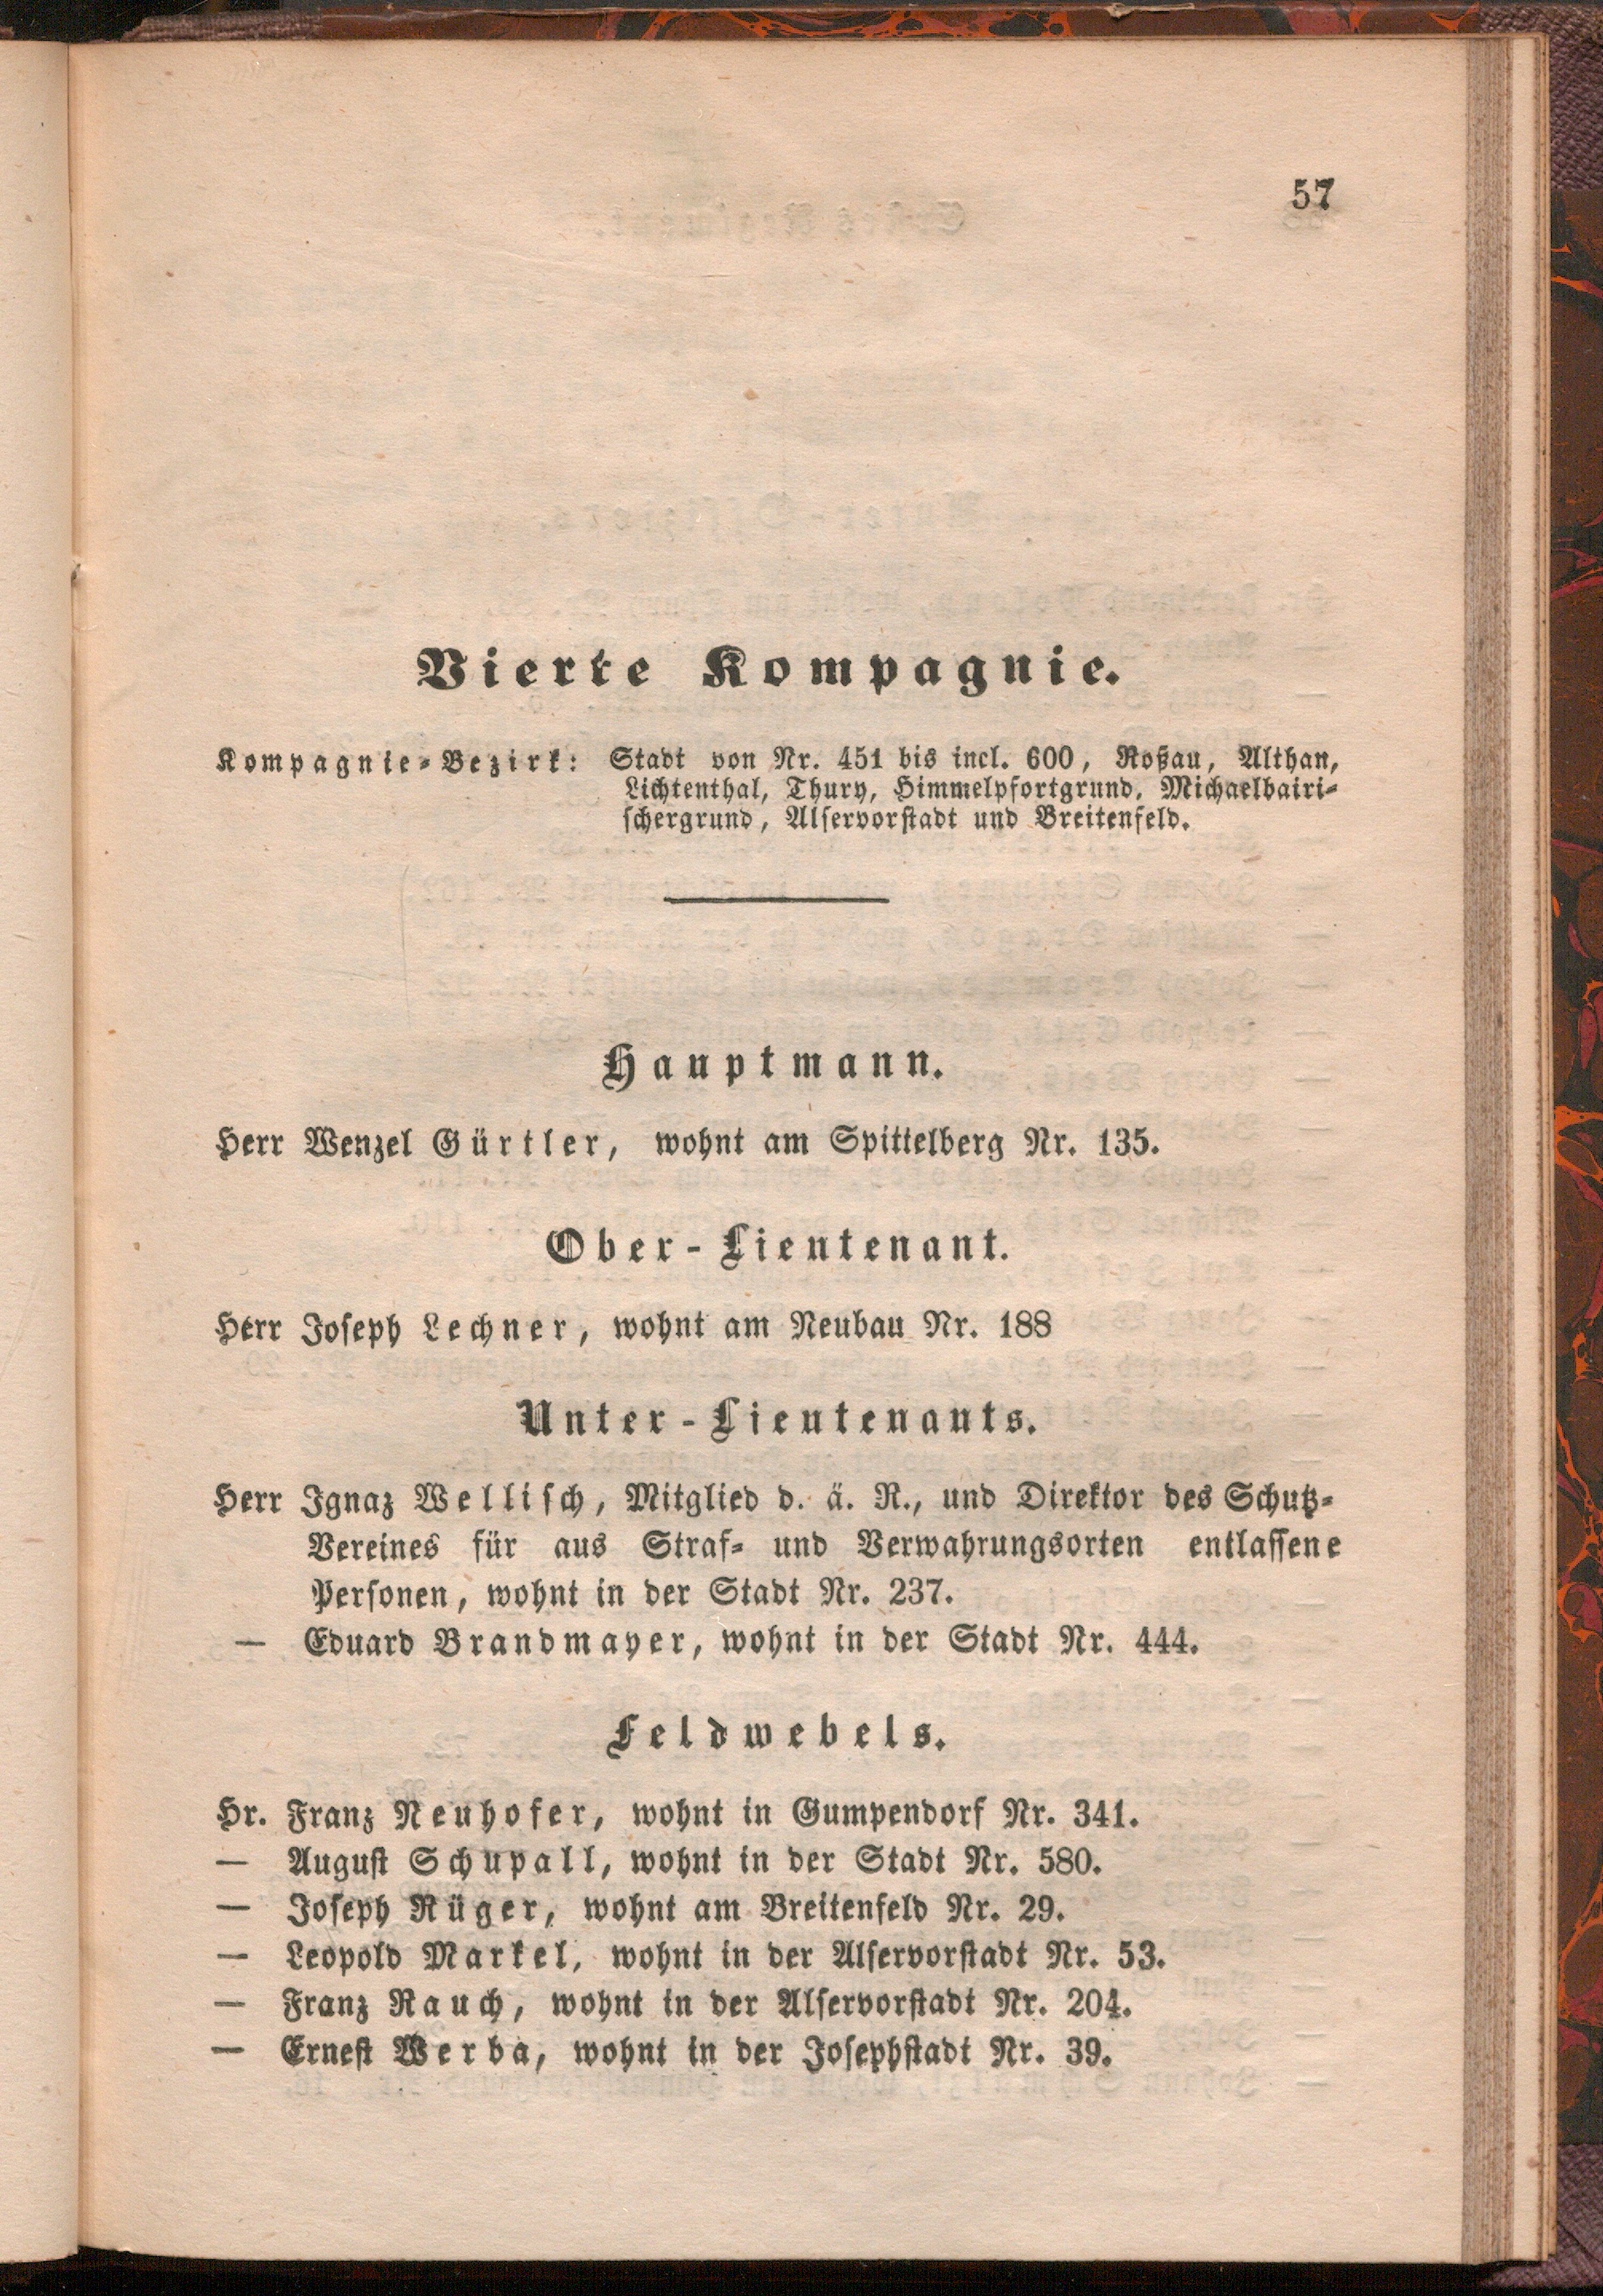 57
Vierte Kompagnie.
Kompagnie-Bezirk: Stadt von Nr. 451 bis incl. 600, Roßau, Althan,
Lichtenthal, Thury, Himmelpfortgrund, Michaelbairi-
schergrund, Alservorstadt und Breitenfeld.
Hauptmann.
Herr Wenzel Gürtler, wohnt am Spittelberg Nr. 135.
Ober-Lieutenant.
Herr Joseph Lechner, wohnt am Neubau Nr. 188
Unter-Lieutenants.
Herr Ignaz Wellisch, Mitglied d. ä. R., und Direktor des Schutz-
Vereines für aus Straf- und Verwahrungsorten entlassene
Personen, wohnt in der Stadt Nr. 237.
— Eduard Brandmayer, wohnt in der Stadt Nr. 444.
Feldwebels.
Hr. Franz Neuhofer, wohnt in Gumpendorf Nr. 341.
— August Schupall, wohnt in der Stadt Nr. 580.
— Joseph Rüger, wohnt am Breitenfeld Nr. 29.
— Leopold Markel, wohnt in der Alservorstadt Nr. 53.
— Franz Rauch, wohnt in der Alservorstadt Nr. 204.
— Ernest Werba, wohnt in der Josephstadt Nr. 39.